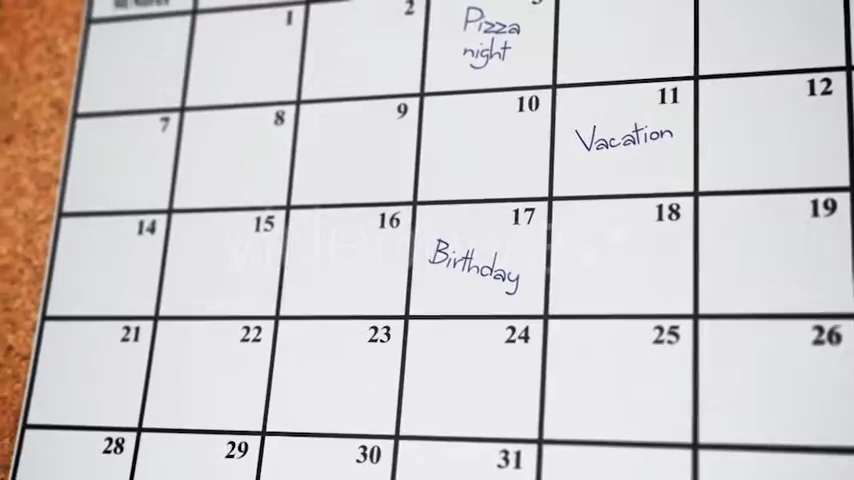 1 2 3
Pizza
night
7 8 9 10 11 12
Vacation
14 15 16 17 18 19
Birthday
21 22 23 24 25 26
28 29 30 31